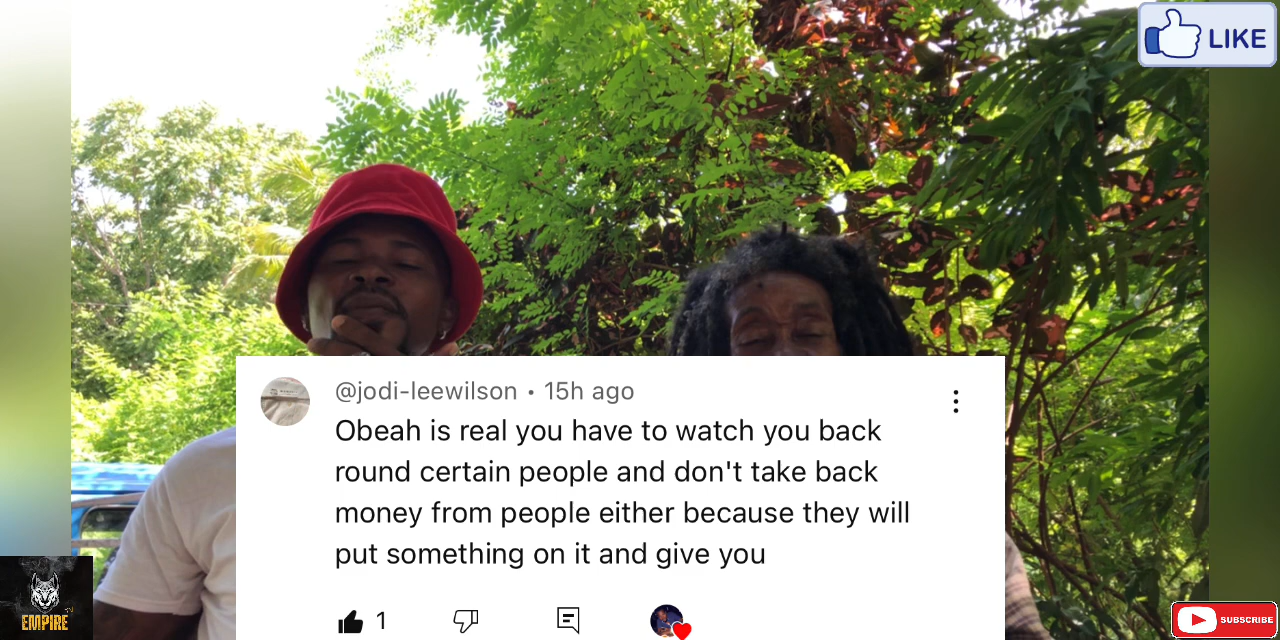 LIKE
@jodi-leewilson • 15h ago
Obeah is real you have to watch you back
round certain people and don't take back
money from people either because they will
put something on it and give you
1
TV
EMPIRE
SUBSCRIBE